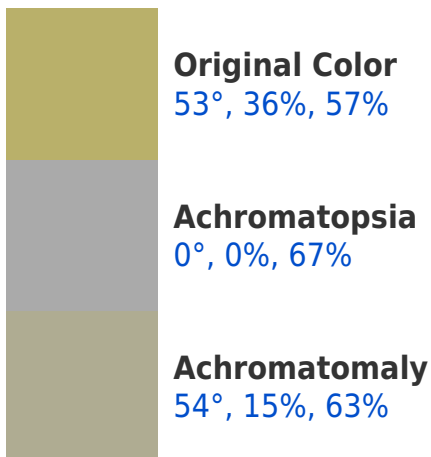 Original Color
53°, 36%, 57%
Achromatopsia
0°, 0%, 67%
Achromatomaly
54°, 15%, 63%